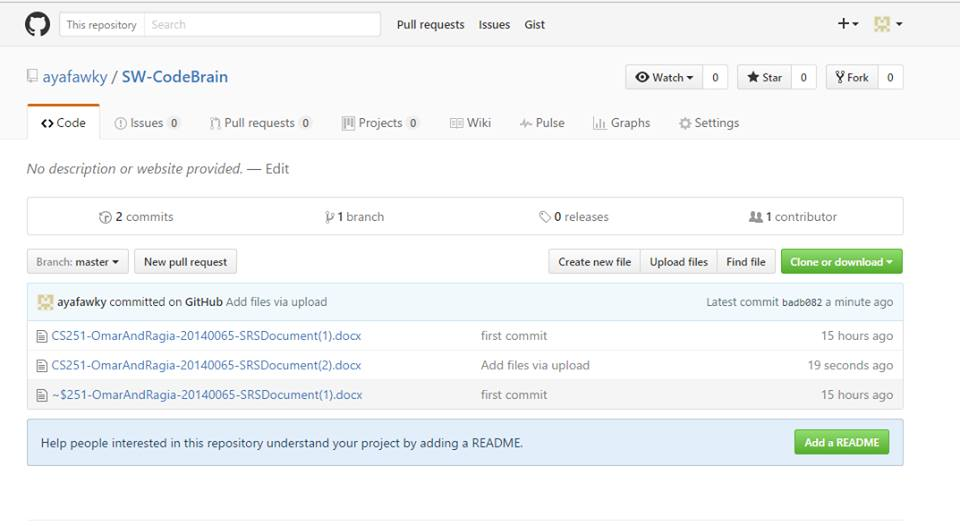 This repository Search Pull requests Issues Gist
ayafawky / SW-CodeBrain Watch 0 Star 0 Fork 0
Code Issues 0 Pull requests 0 Projects 0 Wiki Pulse Graphs Settings
No description or website provided. — Edit
2 commits 1 branch 0 releases 1 contributor
Branch: master New pull request Create new file Upload files Find file Clone or download
ayafawky committed on GitHub Add files via upload Latest commit badb082 a minute ago
CS251-OmarAndRagia-20140065-SRSDocument(1).docx first commit 15 hours ago
CS251-OmarAndRagia-20140065-SRSDocument(2).docx Add files via upload 19 seconds ago
~$251-OmarAndRagia-20140065-SRSDocument(1).docx first commit 15 hours ago
Help people interested in this repository understand your project by adding a README. Add a README